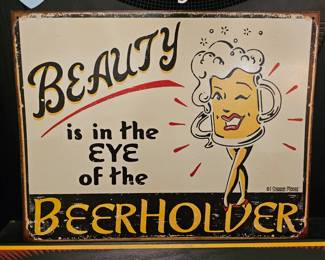 BEAUTY
is in the
EYE
of the
BEERHOLDER